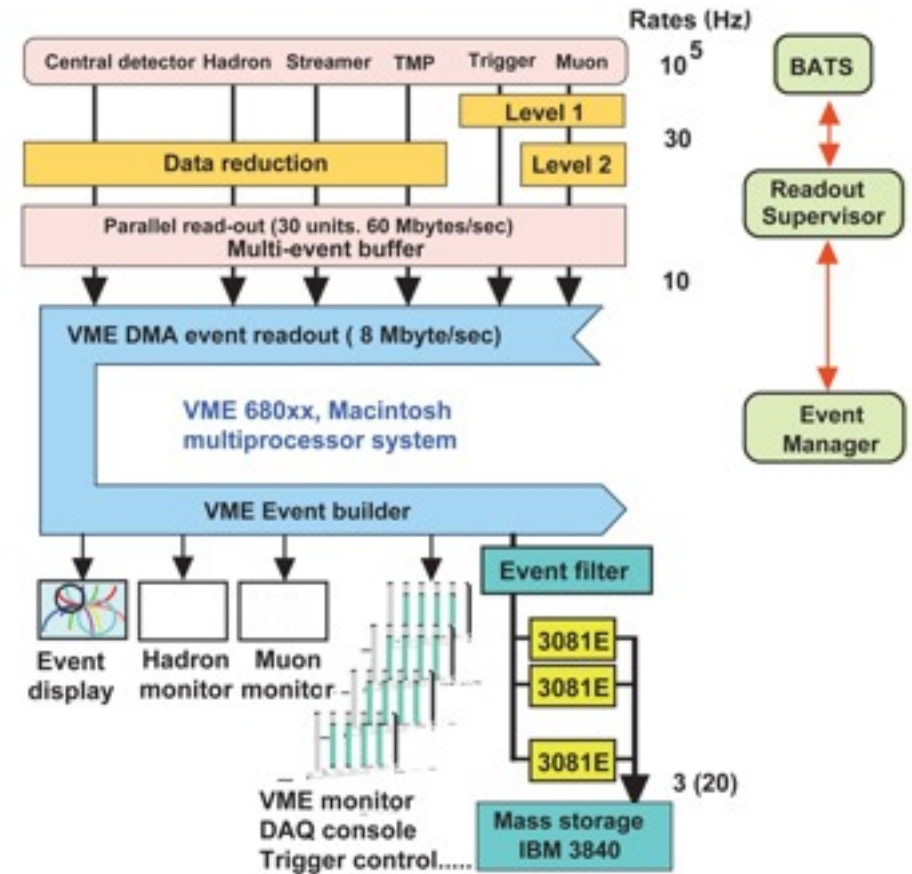 Rates (Hz)
Central detector Hadron Streamer TMP Trigger Muon
10^5
BATS
Level 1
30
Data reduction
Level 2
Readout
Supervisor
Parallel read-out (30 units. 60 Mbytes/sec)
Multi-event buffer
10
VME DMA event readout ( 8 Mbyte/sec)
VME 680xx, Macintosh
multiprocessor system
Event
Manager
VME Event builder
Event filter
3081E
3081E
3081E
Event
display
Hadron
monitor
Muon
monitor
3 (20)
VME monitor
DAQ console
Trigger control.....
Mass storage
IBM 3840